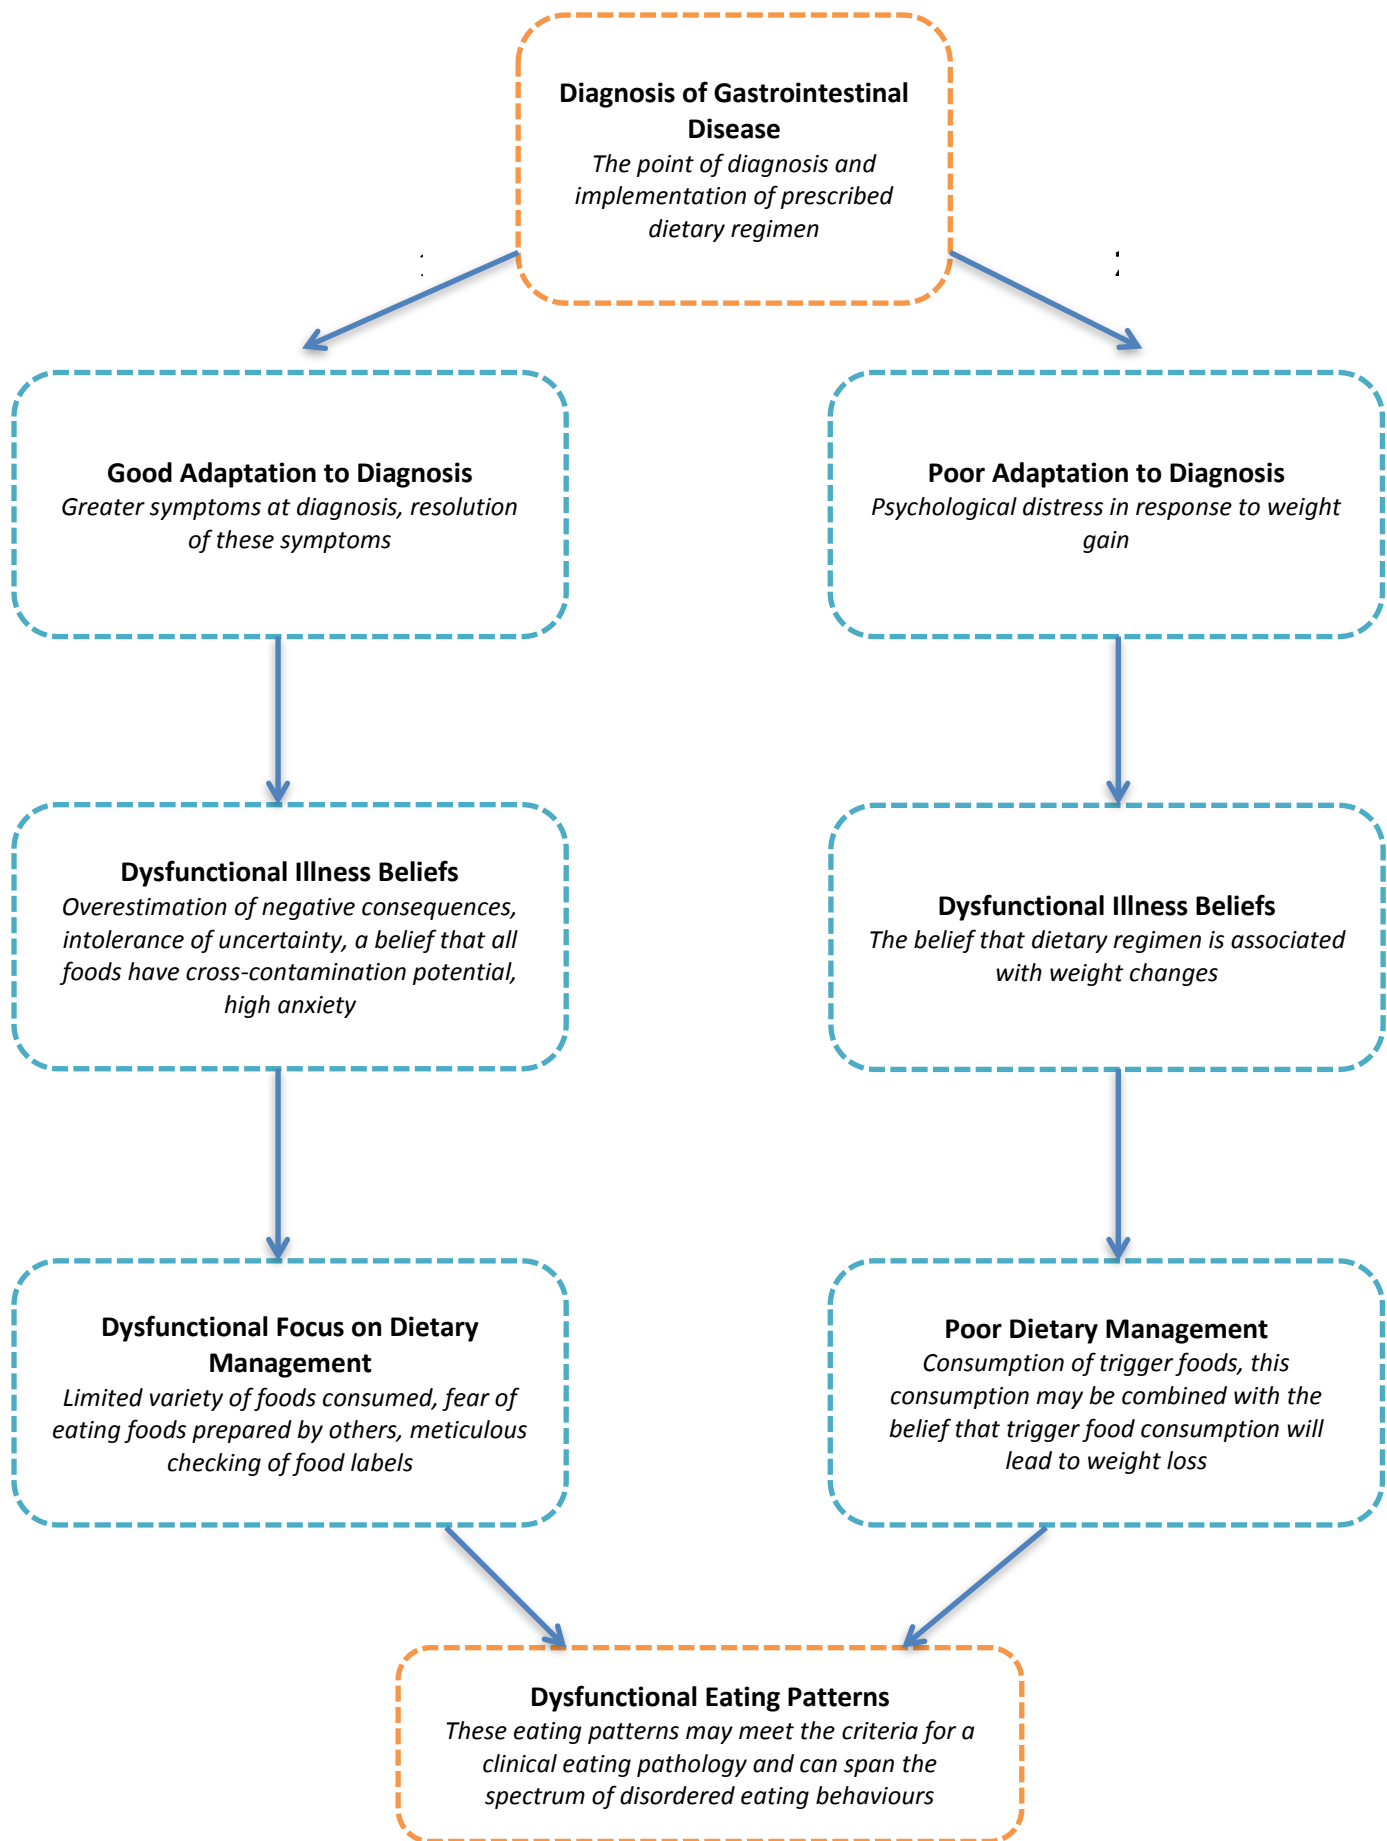 Diagnosis of Gastrointestinal
Disease
The point of diagnosis and
implementation of prescribed
dietary regimen
Good Adaptation to Diagnosis
Greater symptoms at diagnosis, resolution
of these symptoms
Poor Adaptation to Diagnosis
Psychological distress in response to weight
gain
Dysfunctional Illness Beliefs
Overestimation of negative consequences,
intolerance of uncertainty, a belief that all
foods have cross-contamination potential,
high anxiety
Dysfunctional Illness Beliefs
The belief that dietary regimen is associated
with weight changes
Dysfunctional Focus on Dietary
Management
Limited variety of foods consumed, fear of
eating foods prepared by others, meticulous
checking of food labels
Poor Dietary Management
Consumption of trigger foods, this
consumption may be combined with the
belief that trigger food consumption will
lead to weight loss
Dysfunctional Eating Patterns
These eating patterns may meet the criteria for a
clinical eating pathology and can span the
spectrum of disordered eating behaviours